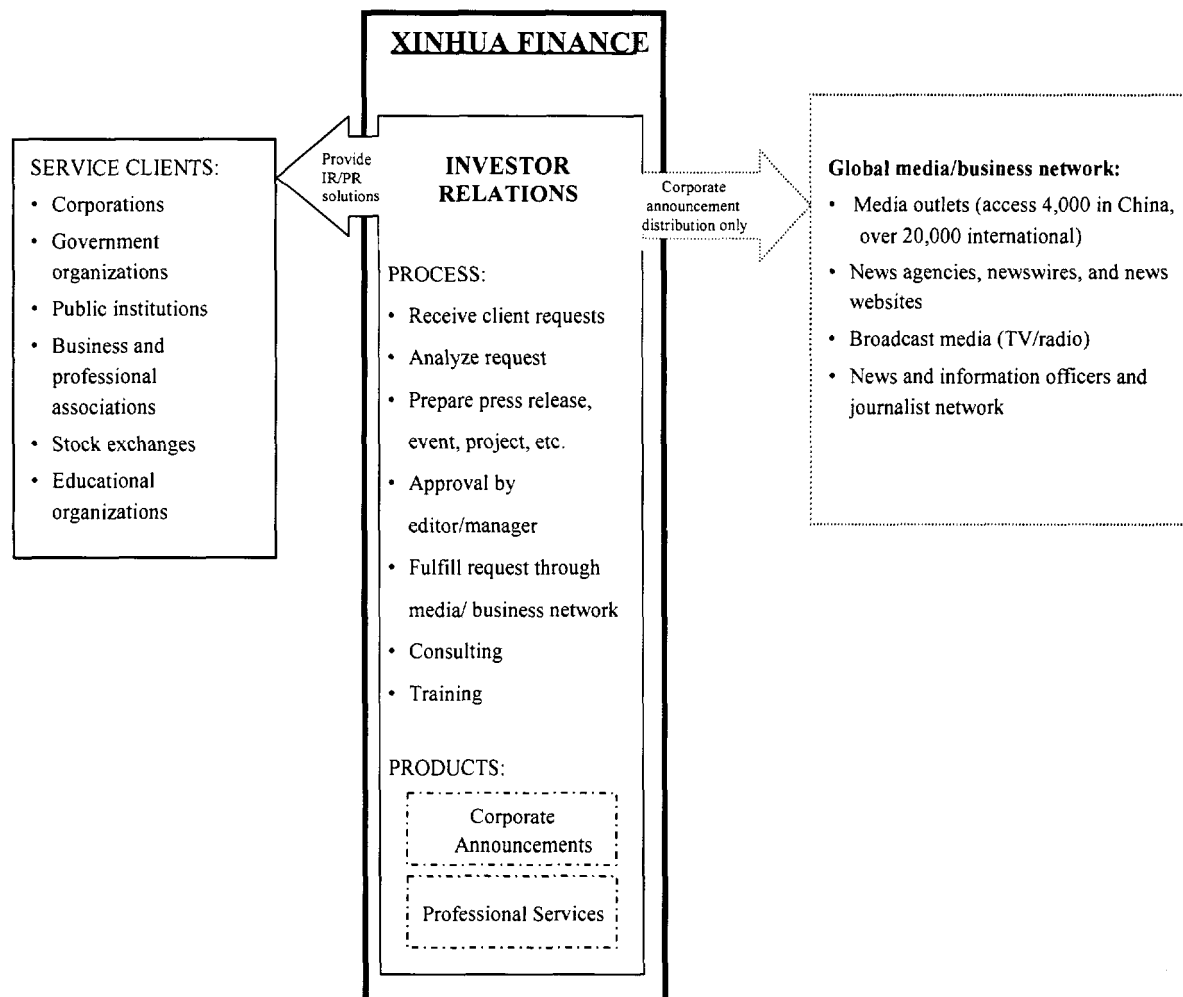 XINHUA FINANCE
SERVICE CLIENTS:
• Corporations
• Government
organizations
• Public institutions
• Business and
professional
associations
• Stock exchanges
• Educational
organizations
Provide
IR/PR
solutions
INVESTOR
RELATIONS
PROCESS:
• Receive client requests
• Analyze request
• Prepare press release,
event, project, etc.
• Approval by
editor/manager
• Fulfill request through
media/ business network
• Consulting
• Training
PRODUCTS:
Corporate
Announcements
Professional Services
Corporate
announcement
distribution only
Global media/business network:
• Media outlets (access 4,000 in China,
over 20,000 international)
• News agencies, newswires, and news
websites
• Broadcast media (TV/radio)
• News and information officers and
journalist network